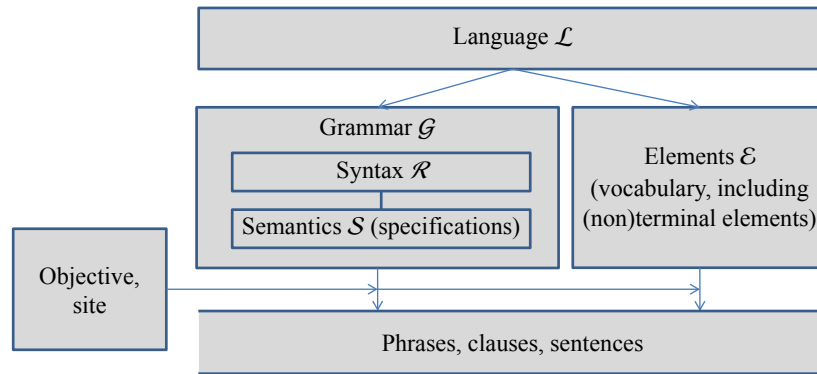 Language ℒ
Grammar 𝒢
Syntax ℛ
Semantics 𝒮 (specifications)
Elements ℰ
(vocabulary, including
(non)terminal elements)
Objective,
site
Phrases, clauses, sentences